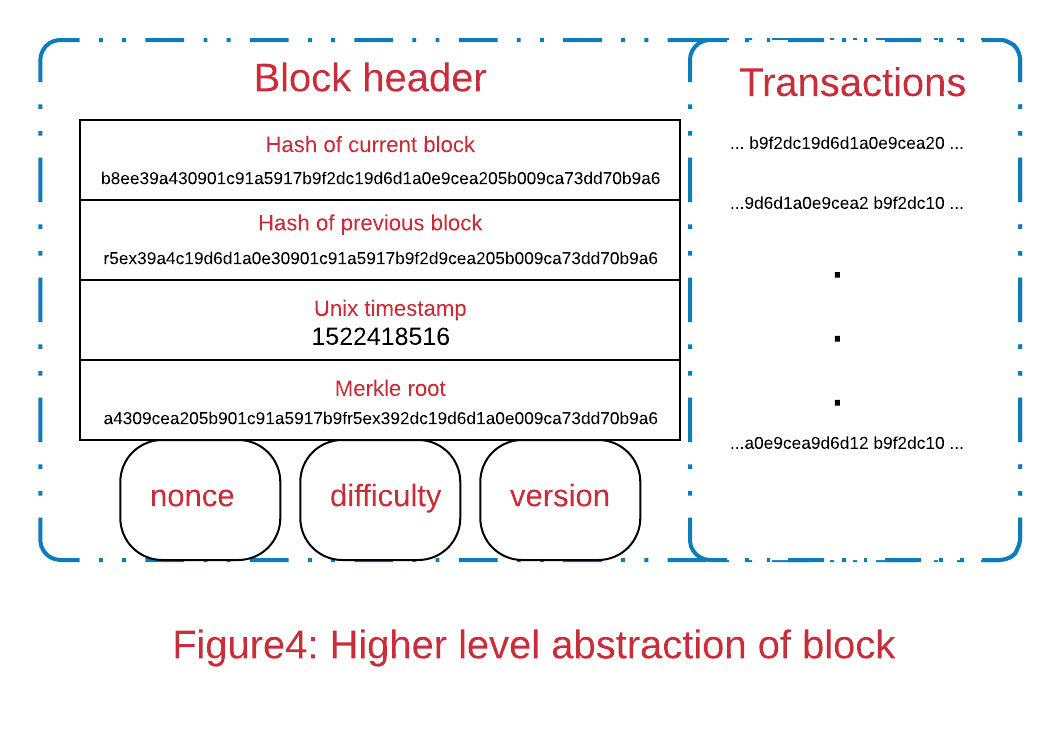 Block header
Hash of current block
b8ee39a430901c91a5917b9f2dc19d6d1a0e9cea205b009ca73dd70b9a6
Hash of previous block
r5ex39a4c19d6d1a0e30901c91a5917b9f2d9cea205b009ca73dd70b9a6
Unix timestamp
1522418516
Merkle root
a4309cea205b901c91a5917b9fr5ex392dc19d6d1a0e009ca73dd70b9a6
nonce
difficulty
version
Transactions
... b9f2dc19d6d1a0e9cea20 ...
...9d6d1a0e9cea2 b9f2dc10 ...
.
.
.
...a0e9cea9d6d12 b9f2dc10 ...
Figure4: Higher level abstraction of block